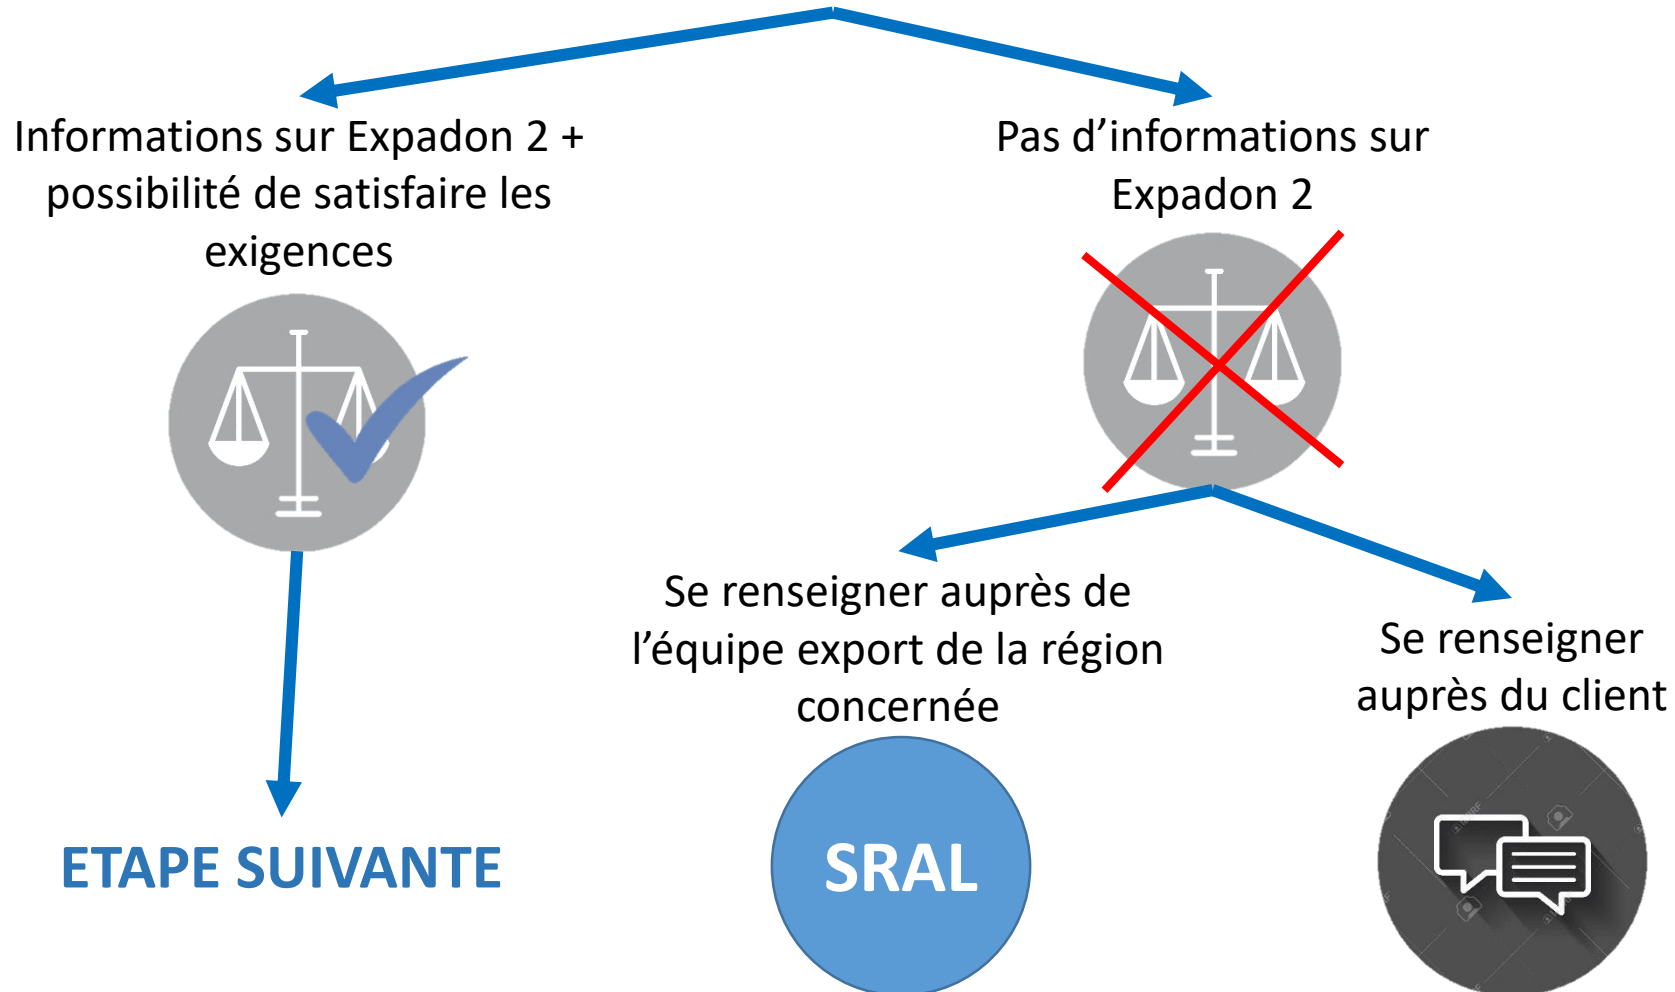 Informations sur Expadon 2 +
possibilité de satisfaire les
exigences
Pas d’informations sur
Expadon 2
Se renseigner auprès de
l’équipe export de la région
concernée
Se renseigner
auprès du client
ETAPE SUIVANTE
SRAL